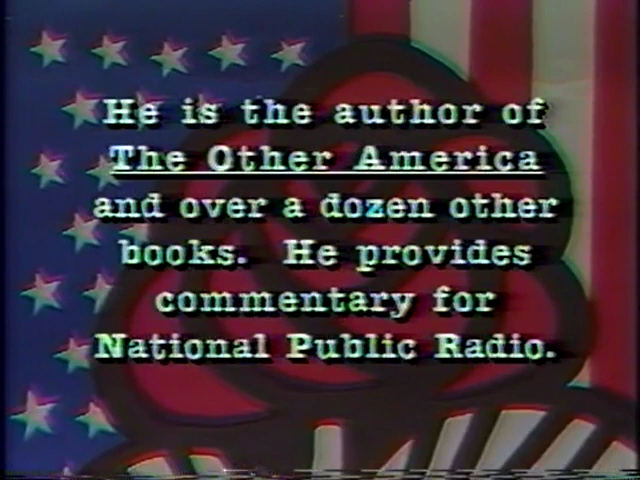 He is the author of
The Other America
and over a dozen other
books. He provides
commentary for
National Public Radio.